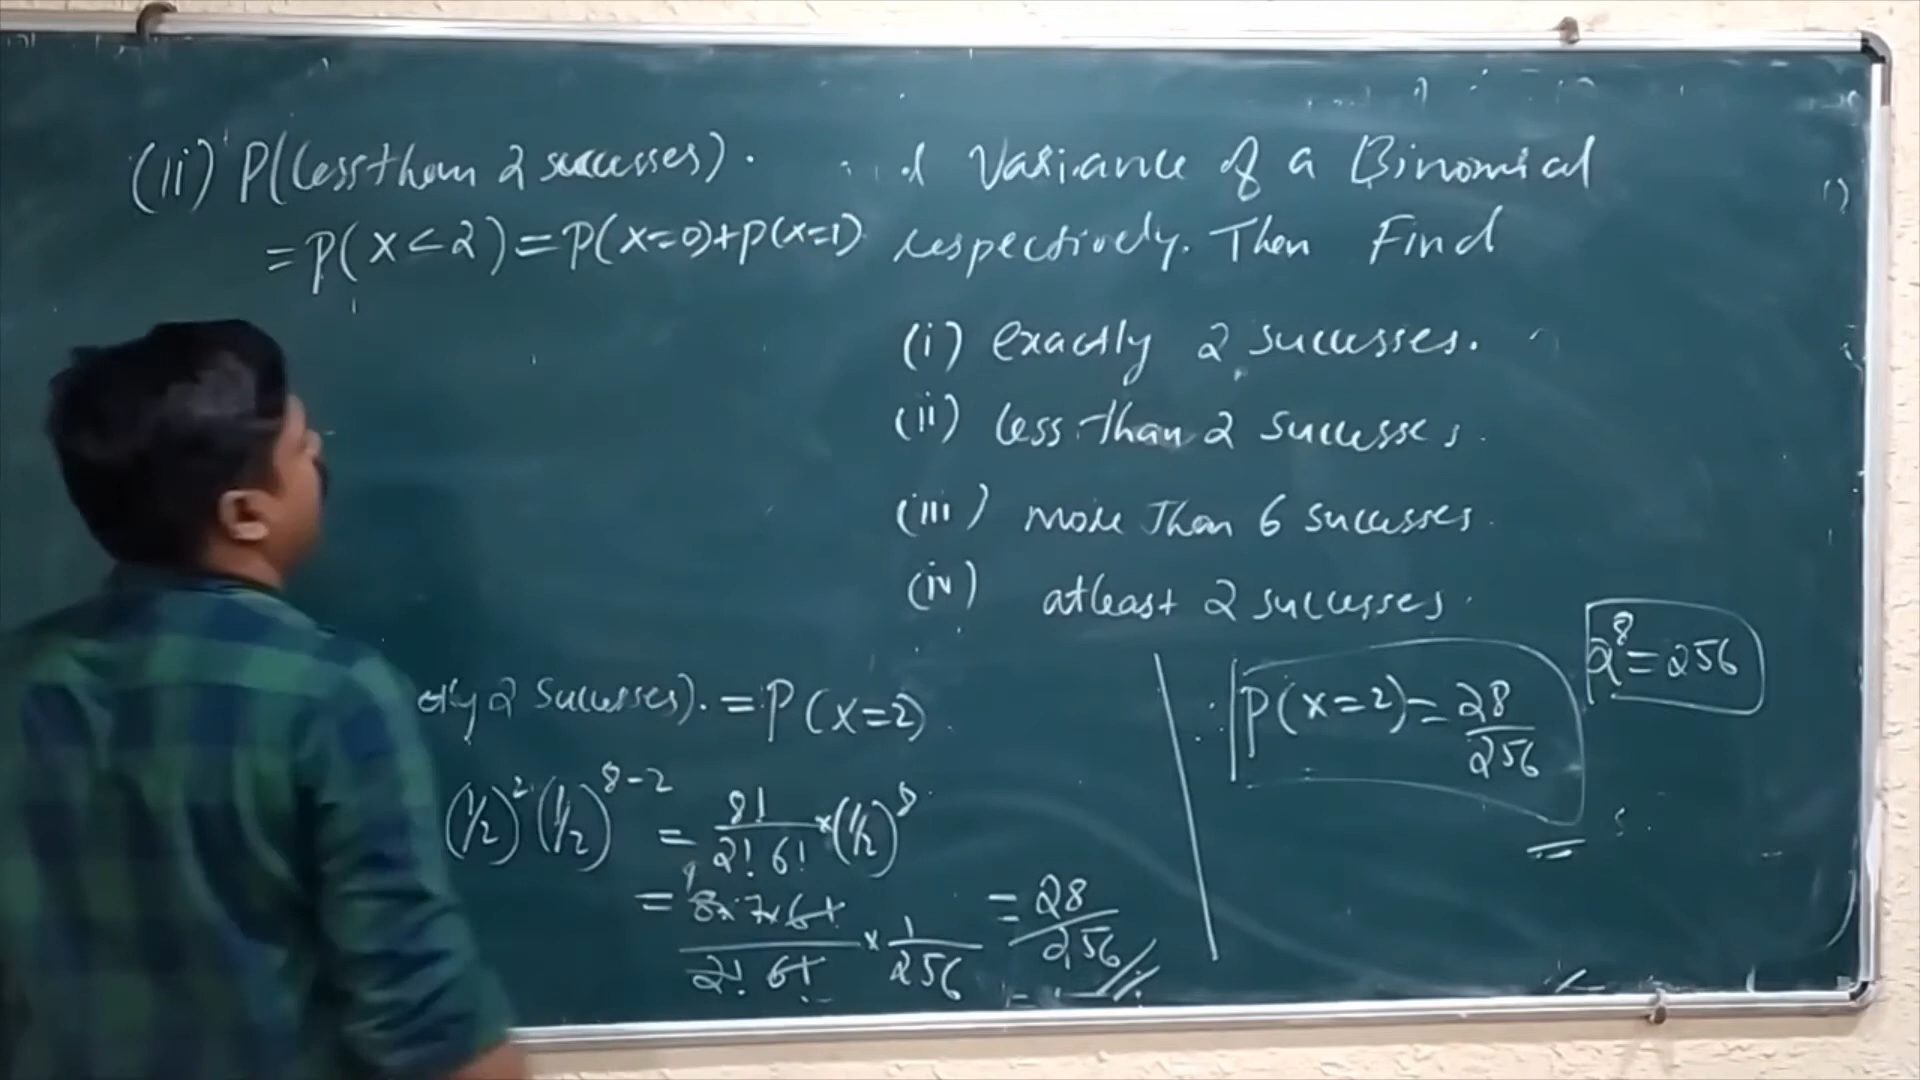 (ii) P(less than 2 successes).
= P(x<2) = P(x=0)+P(x=1)
Variance of a Binomial
respectively. Then Find
(i) exactly 2 successes.
(ii) less than 2 successes.
(iii) more Than 6 successes.
(iv) atleast 2 successes.
2 successes). = P(x=2).
(1/2)^2 (1/2)^8-2 = 8!/2! 6! × (1/2)^8
= 8×7×6!/2! 6! × 1/256 = 28/256
∴ P(x=2) = 28/256
2^8 = 256